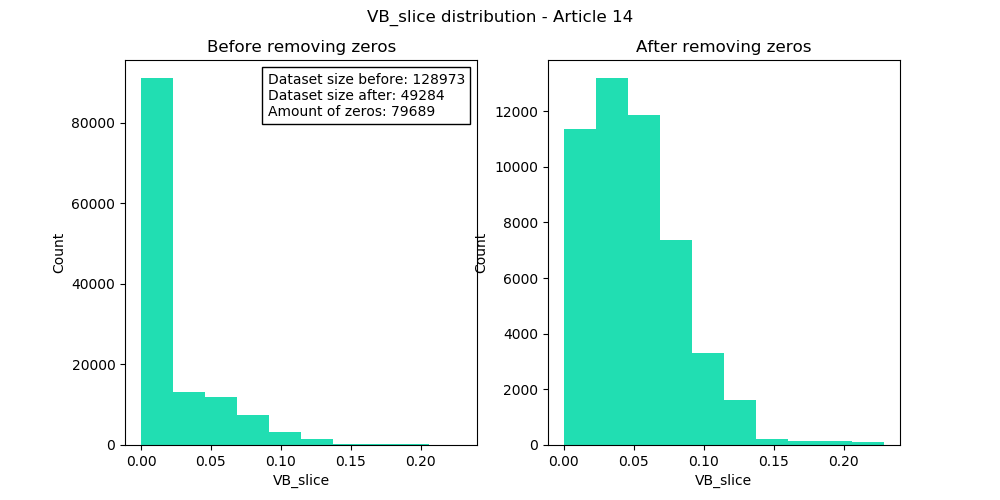 VB_slice distribution - Article 14
Before removing zeros
Dataset size before: 128973
Dataset size after: 49284
Amount of zeros: 79689
80000
60000
40000
20000
0
Count
0.00 0.05 0.10 0.15 0.20
VB_slice
After removing zeros
12000
10000
8000
6000
4000
2000
0
Count
0.00 0.05 0.10 0.15 0.20
VB_slice